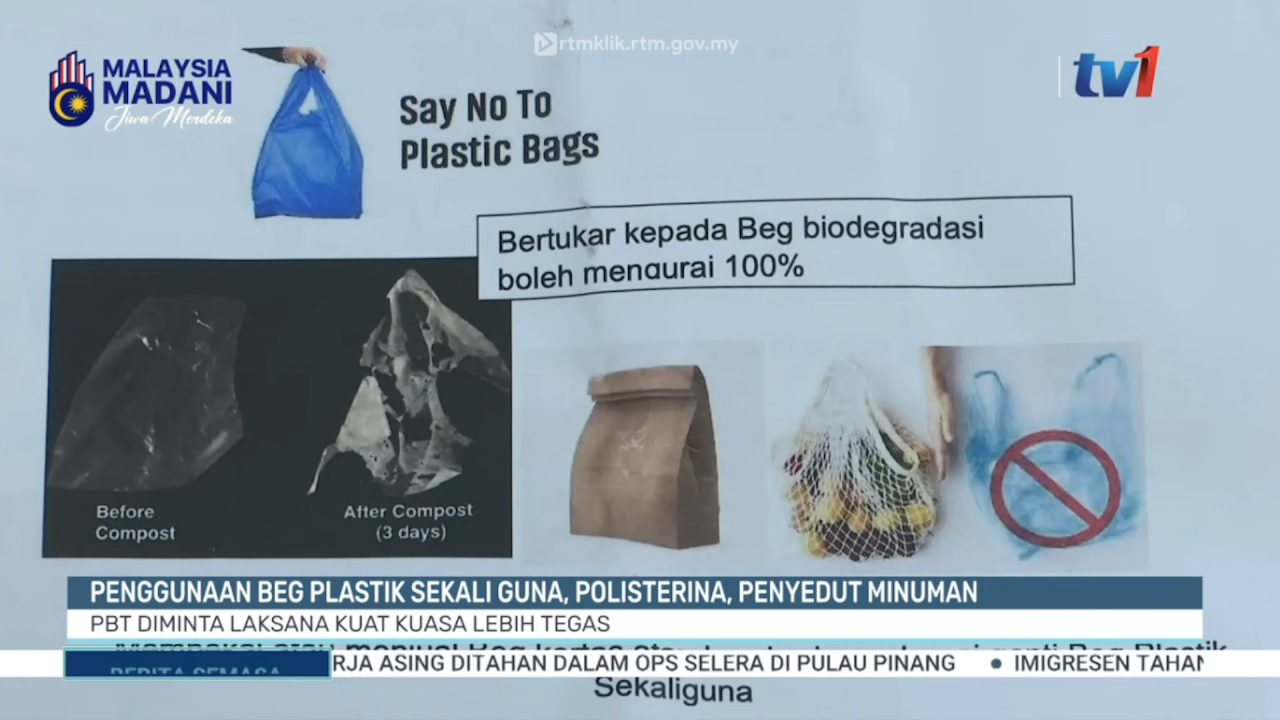 rtmklik.rtm.gov.my
MALAYSIA
MADANI
Jiwa Merdeka
tv1
Say No To
Plastic Bags
Bertukar kepada Beg biodegradasi
boleh mengurai 100%
Before
Compost
After Compost
(3 days)
PENGGUNAAN BEG PLASTIK SEKALI GUNA, POLISTERINA, PENYEDUT MINUMAN
PBT DIMINTA LAKSANA KUAT KUASA LEBIH TEGAS
BERITA SEMASA
RJA ASING DITAHAN DALAM OPS SELERA DI PULAU PINANG • IMIGRESEN TAHAN
Sekaliguna